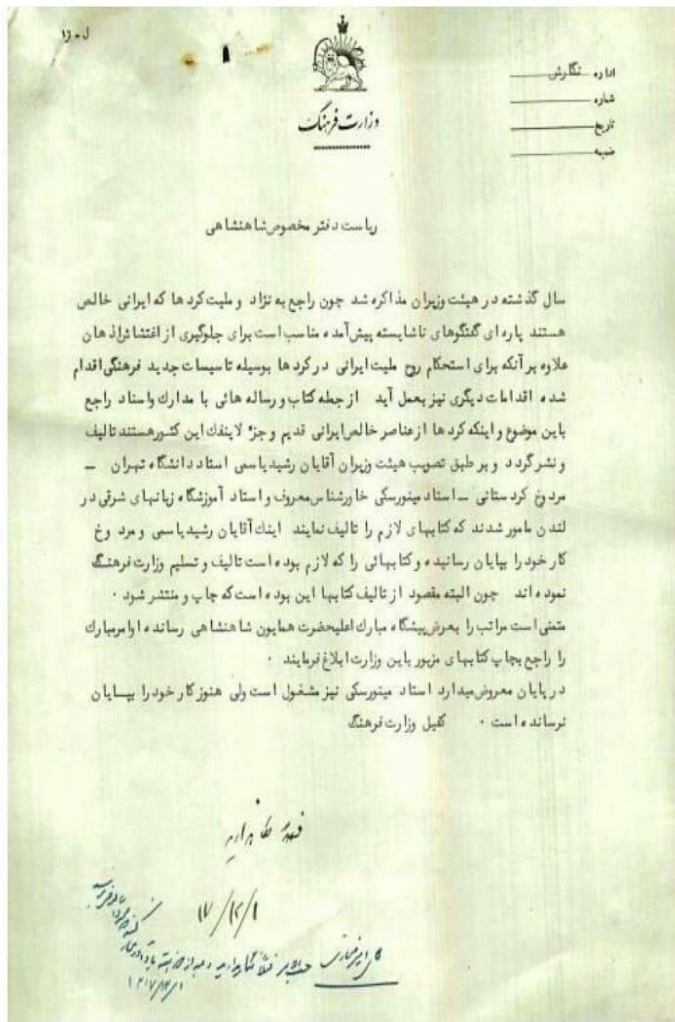 وزارت فرهنگ
اداره نگارش
شماره
تاریخ
ضمیمه
ریاست دفتر مخصوص شاهنشاهی
سال گذشته در هیئت وزیران مذاکره شد چون راجع به نژاد و ملیت کردها که ایرانی خالص
هستند پاره ای گفتگوهای ناشایسته پیش آمده مناسب است برای جلوگیری از اغتشاش اذهان
علاوه بر آنکه برای استحکام روح ملیت ایرانی در کردها بوسیله تاسیسات جدید فرهنگی اقدام
شده اقدامات دیگری نیز بعمل آید از جمله کتاب و رساله هائی با مدارک و اسناد راجع
باین موضوع و اینکه کردها از عناصر خالص ایرانی قدیم و جزء لاینفک این کشور هستند تالیف
و نشر گردد و بر طبق تصویب هیئت وزیران آقایان رشید یاسمی استاد دانشگاه تهران –
مردوخ کردستانی – استاد مینورسکی خاورشناس معروف و استاد آموزشگاه زبانهای شرقی در
لندن مامور شدند که کتابهای لازم را تالیف نمایند اینک آقایان رشید یاسمی و مردوخ
کار خود را بپایان رسانیده و کتابهائی را که لازم بوده است تالیف و تسلیم وزارت فرهنگ
نموده اند چون البته مقصود از تالیف کتابها این بوده است که چاپ و منتشر شود ۰
متمنی است مراتب را بعرض پیشگاه مبارک اعلیحضرت همایون شاهنشاهی رسانده اوامر مبارک
را راجع بچاپ کتابهای مزبور باین وزارت ابلاغ فرمایند ۰
در پایان معروض میدارد استاد مینورسکی نیز مشغول است ولی هنوز کار خود را بپایان
نرسانده است ۰ کفیل وزارت فرهنگ
۱۷/۱۲/۱
۱۳۱۷/۱۲/۱